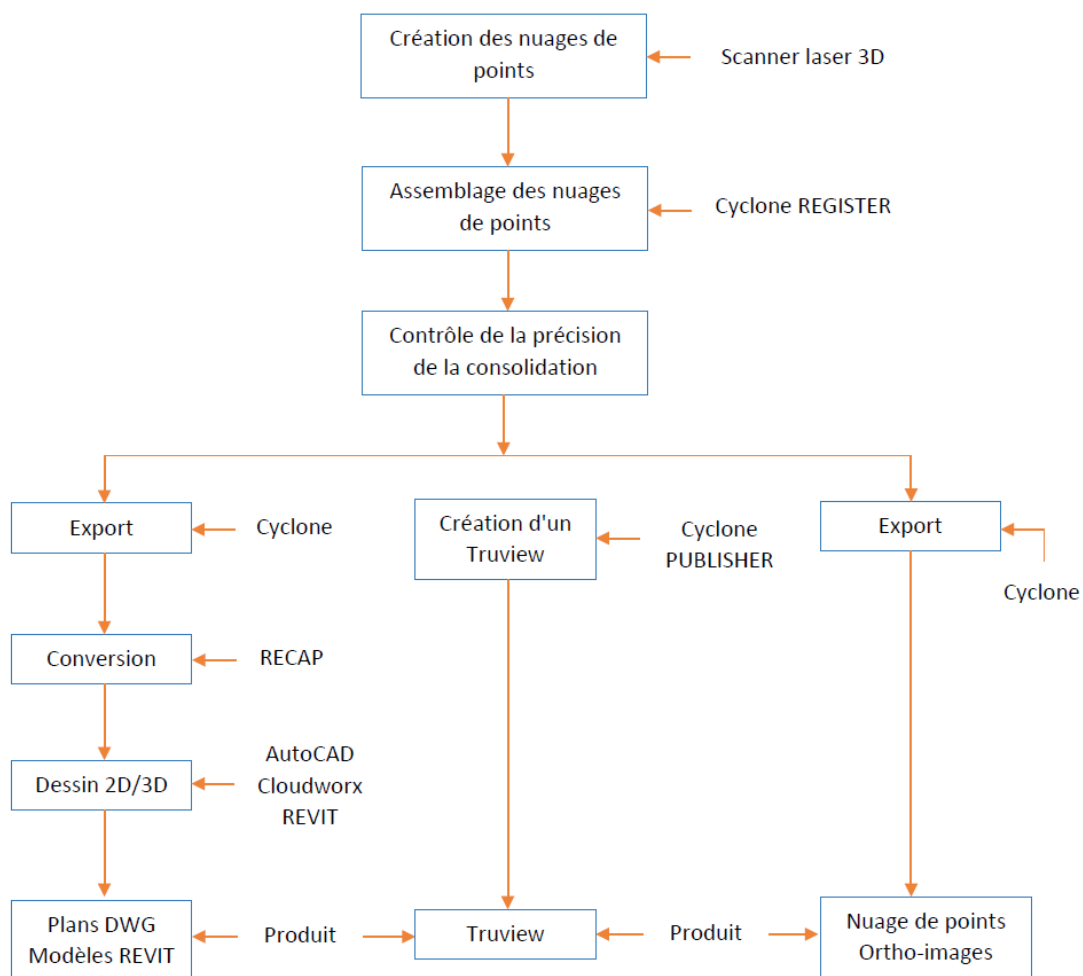 Création des nuages de
points
Scanner laser 3D
Assemblage des nuages
de points
Cyclone REGISTER
Contrôle de la précision
de la consolidation
Export
Cyclone
Création d'un
Truview
Cyclone
PUBLISHER
Export
Cyclone
Conversion
RECAP
Dessin 2D/3D
AutoCAD
Cloudworx
REVIT
Plans DWG
Modèles REVIT
Produit
Truview
Produit
Nuage de points
Ortho-images